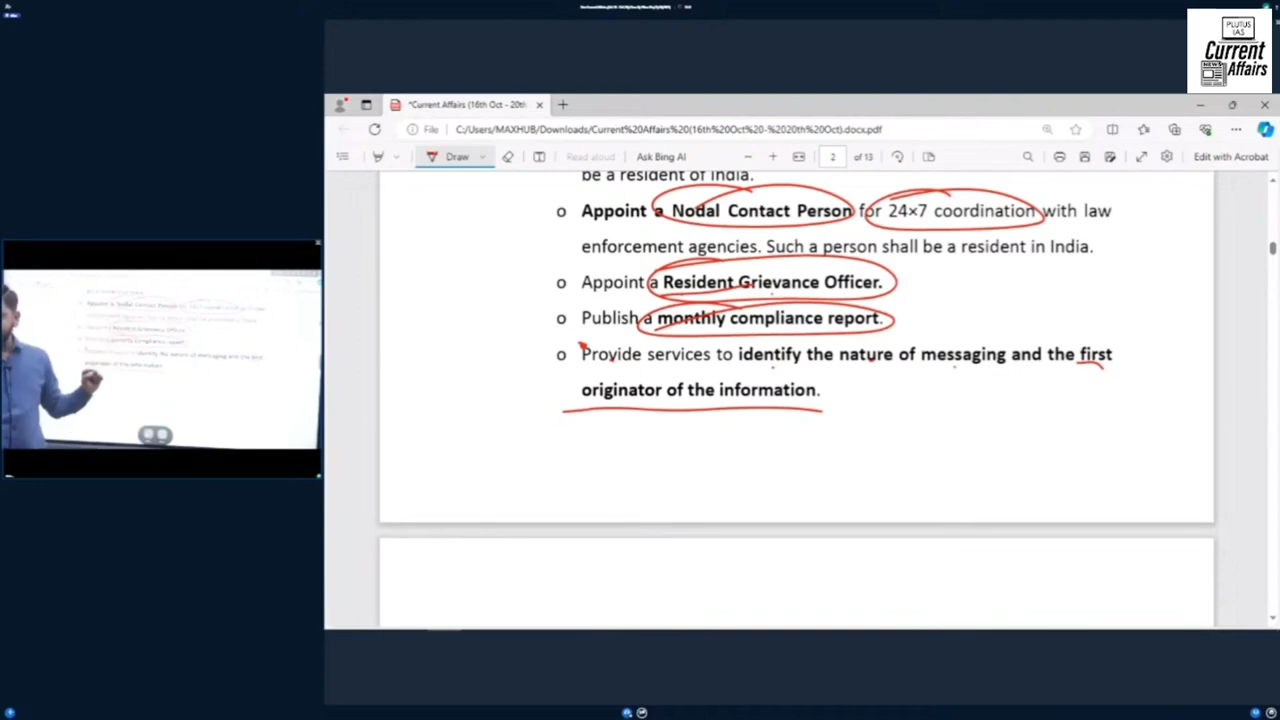 PLUTUS
IAS
Current
NEWS
Affairs
*Current Affairs (16th Oct - 20th
File
C:/Users/MAXHUB/Downloads/Current%20Affairs%20(16th%20Oct%20-%2020th%20Oct).docx.pdf
Draw
Read aloud
Ask Bing AI
2
of 13
Edit with Acrobat
be a resident of India.
o Appoint a Nodal Contact Person for 24×7 coordination with law
enforcement agencies. Such a person shall be a resident in India.
o Appoint a Resident Grievance Officer.
o Publish a monthly compliance report.
o Provide services to identify the nature of messaging and the first
originator of the information.